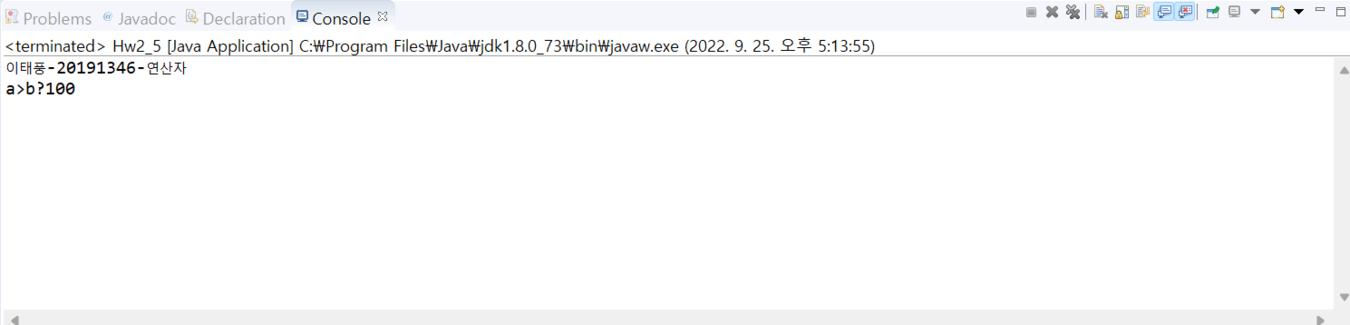 Problems @ Javadoc Declaration Console
<terminated> Hw2_5 [Java Application] C:₩Program Files₩Java₩jdk1.8.0_73₩bin₩javaw.exe (2022. 9. 25. 오후 5:13:55)
이태풍-20191346-연산자
a>b?100